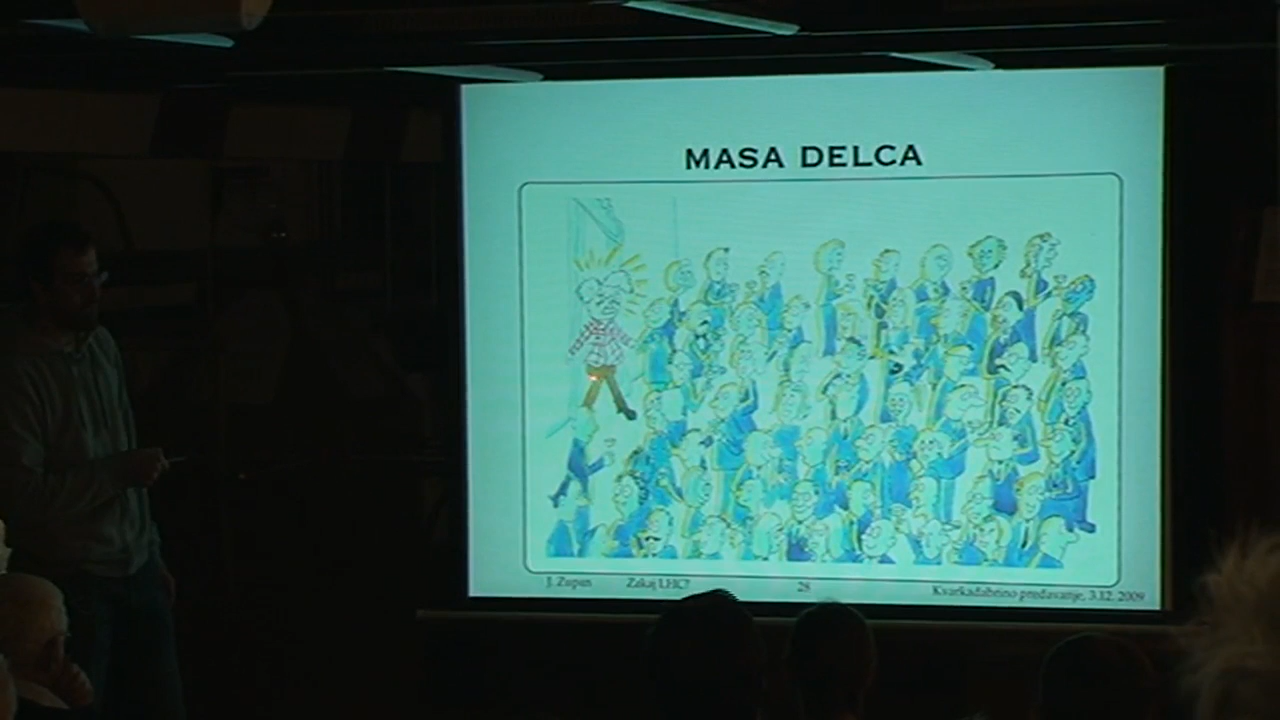 MASA DELCA
J. Zupan Zakaj LHC? 28 Kvarkadabrino predavanje, 3.12. 2009